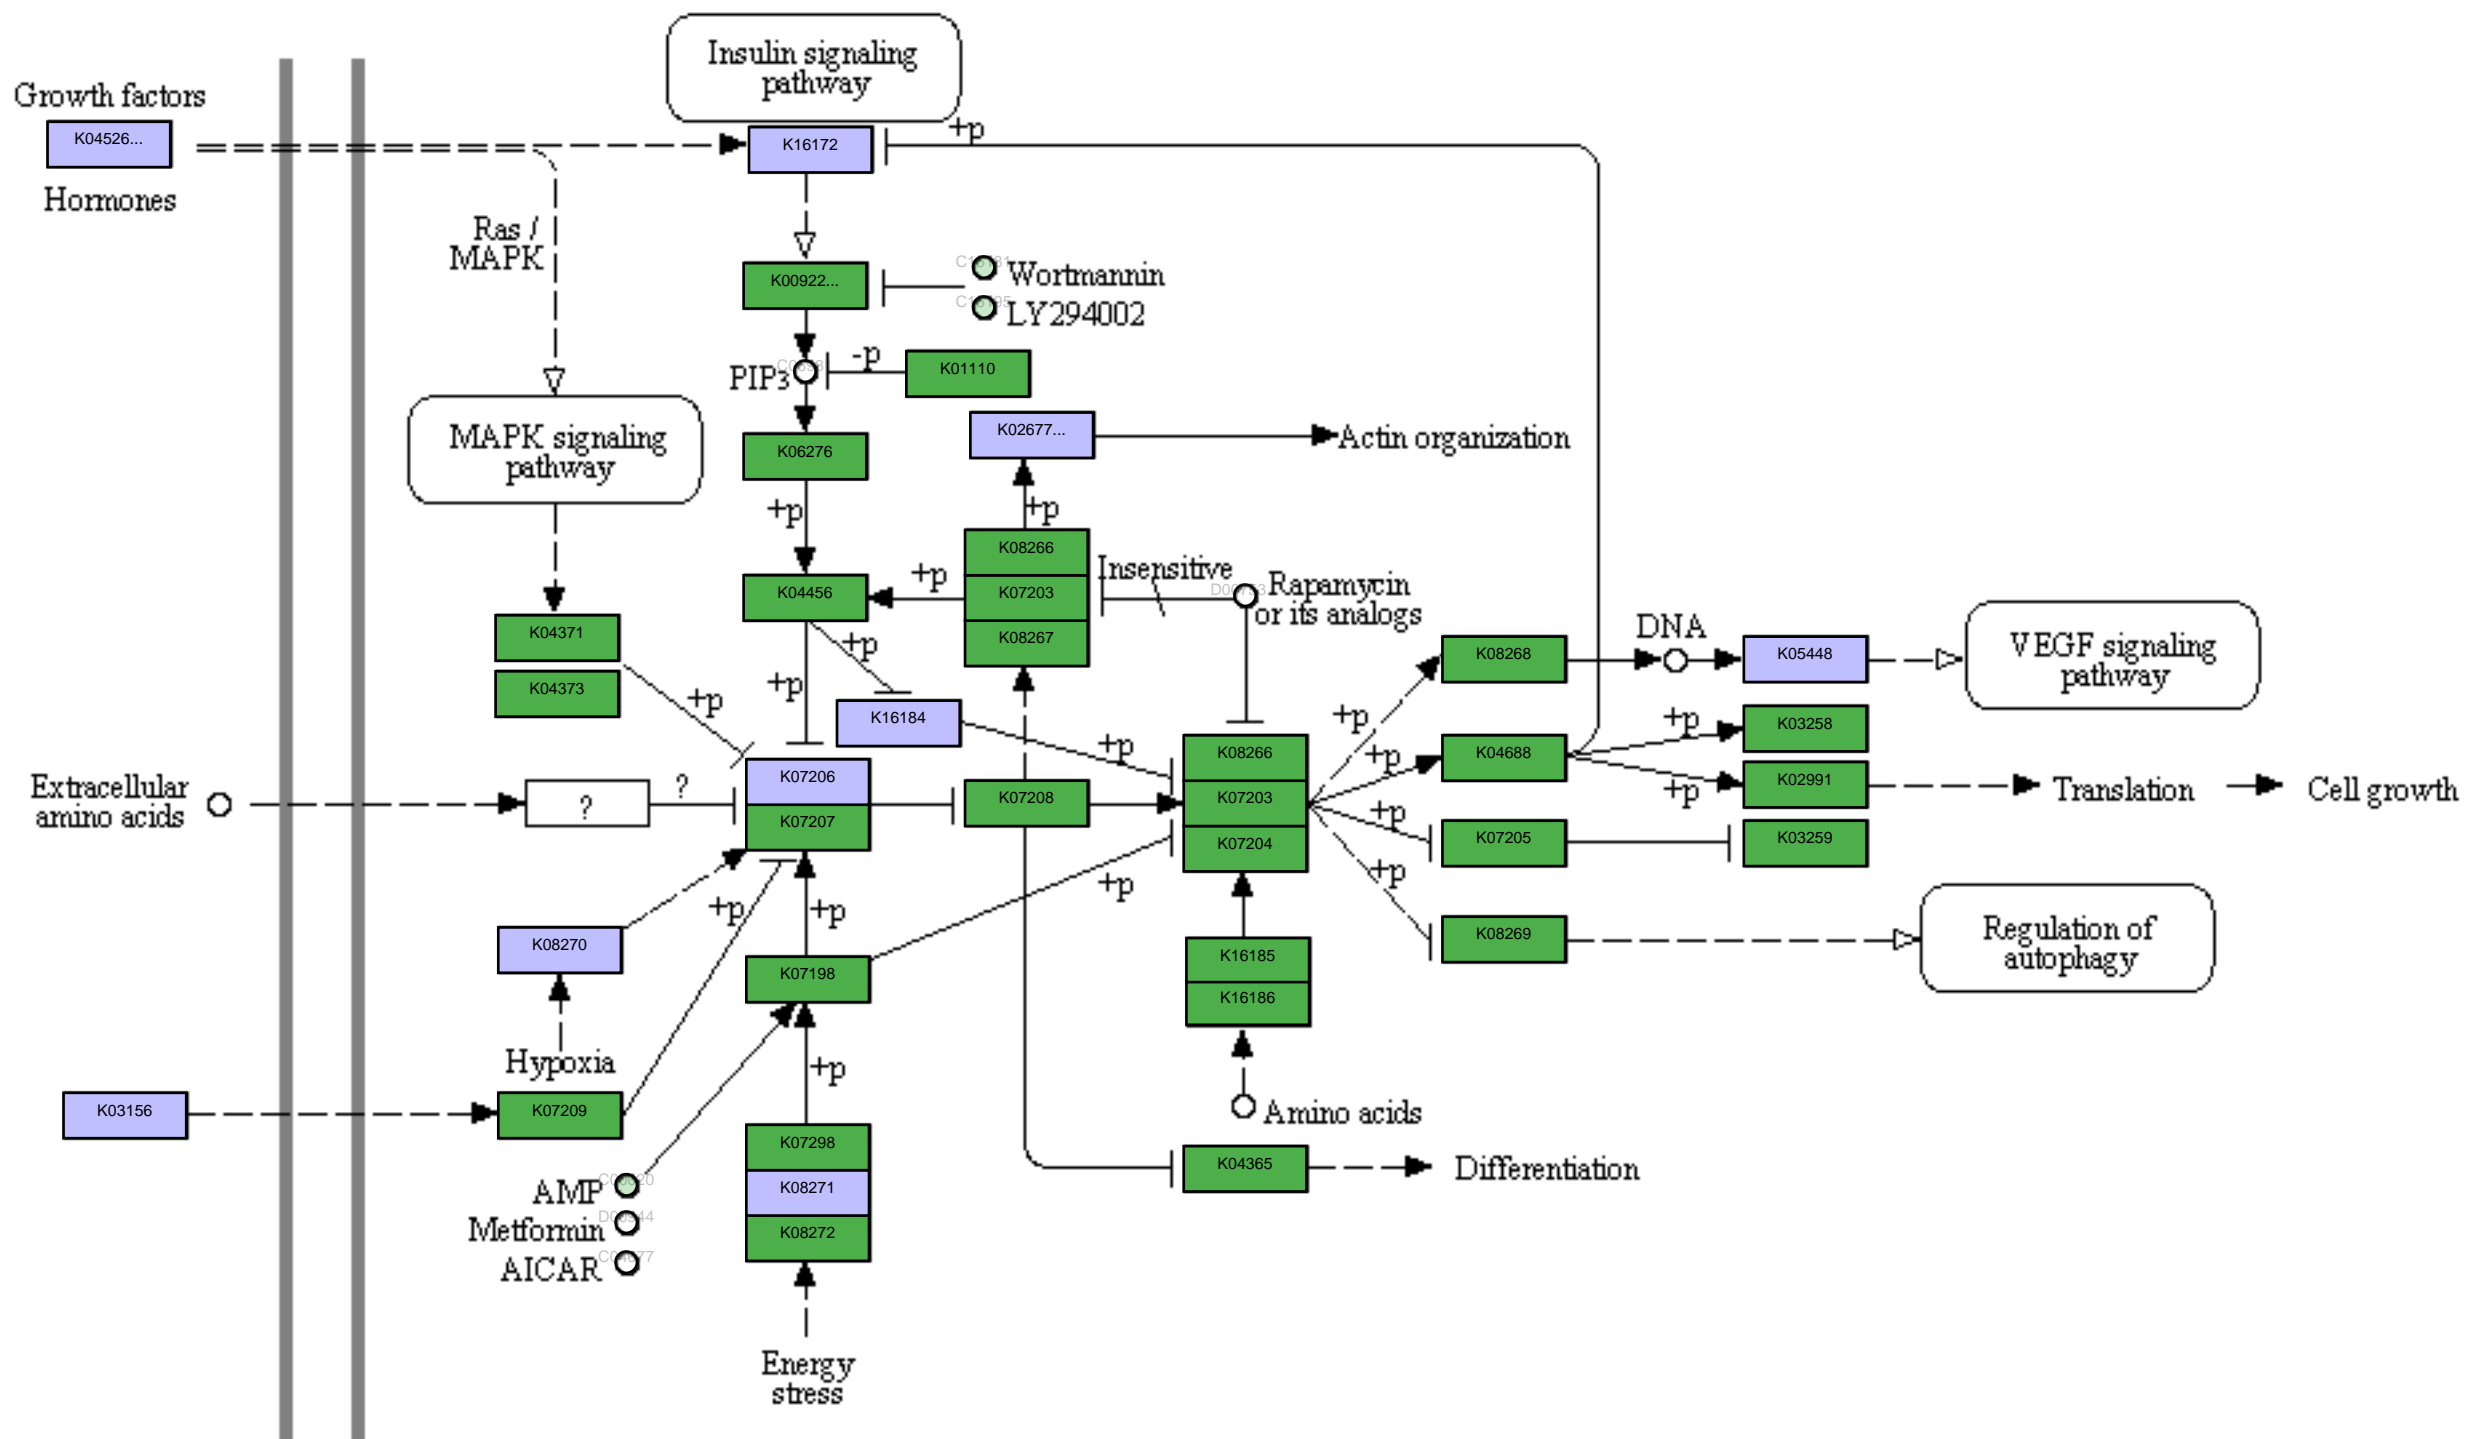 Insulin signaling
pathway
Growth factors
K04526...
Hormones
K16172
+p
Ras /
MAPK
K00922...
Wortmannin
LY294002
PIP3
-p
K01110
MAPK signaling
pathway
K06276
K02677...
Actin organization
+p
+p
K08266
K07203
K08267
K04456
+p
Insensitive
Rapamycin
or its analogs
K04371
K04373
+p
+p
+p
K16184
+p
K08268
DNA
K05448
VEGF signaling
pathway
+p
K08266
K07203
K07204
K04688
+p
+p
K03258
K02991
+p
Translation
Cell growth
Extracellular
amino acids
?
?
K07206
K07207
K07208
+p
K07205
K03259
+p
K08269
Regulation of
autophagy
+p
+p
+p
K08270
K07198
K16185
K16186
Hypoxia
+p
K03156
K07209
Amino acids
K07298
K08271
K08272
K04365
Differentiation
AMP
Metformin
AICAR
Energy
stress